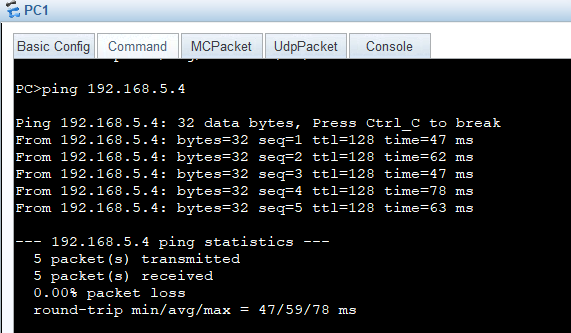 PC1
Basic Config Command MCPacket UdpPacket Console
PC>ping 192.168.5.4
Ping 192.168.5.4: 32 data bytes, Press Ctrl_C to break
From 192.168.5.4: bytes=32 seq=1 ttl=128 time=47 ms
From 192.168.5.4: bytes=32 seq=2 ttl=128 time=62 ms
From 192.168.5.4: bytes=32 seq=3 ttl=128 time=47 ms
From 192.168.5.4: bytes=32 seq=4 ttl=128 time=78 ms
From 192.168.5.4: bytes=32 seq=5 ttl=128 time=63 ms
--- 192.168.5.4 ping statistics ---
5 packet(s) transmitted
5 packet(s) received
0.00% packet loss
round-trip min/avg/max = 47/59/78 ms